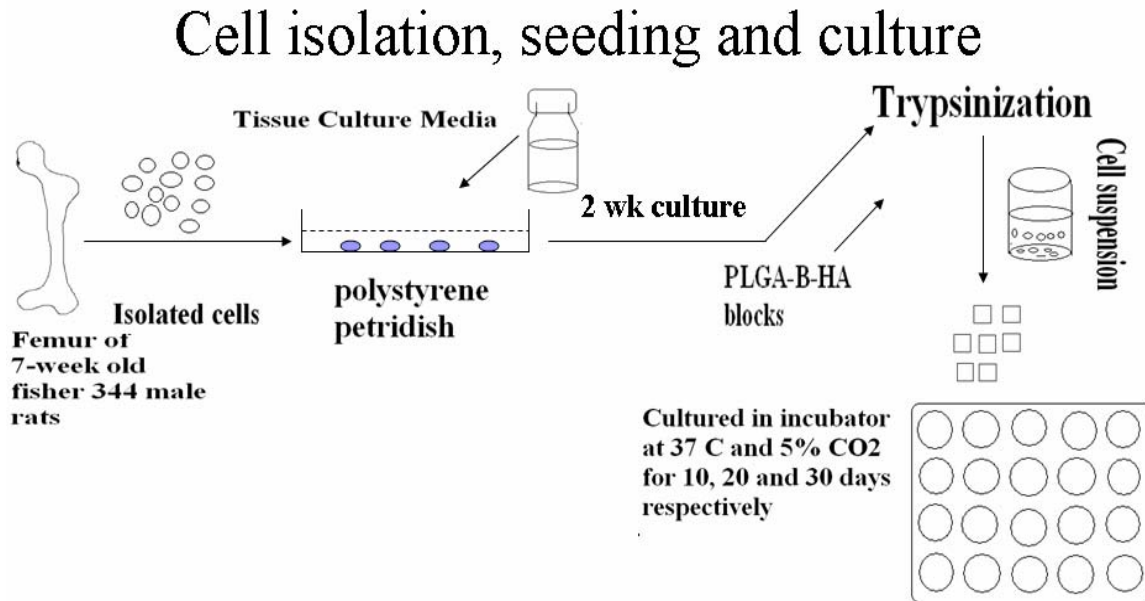 Cell isolation, seeding and culture
Tissue Culture Media
Trypsinization
Cell suspension
2 wk culture
Isolated cells
polystyrene
petridish
PLGA-B-HA
blocks
Femur of
7-week old
fisher 344 male
rats
Cultured in incubator
at 37 C and 5% CO2
for 10, 20 and 30 days
respectively
.